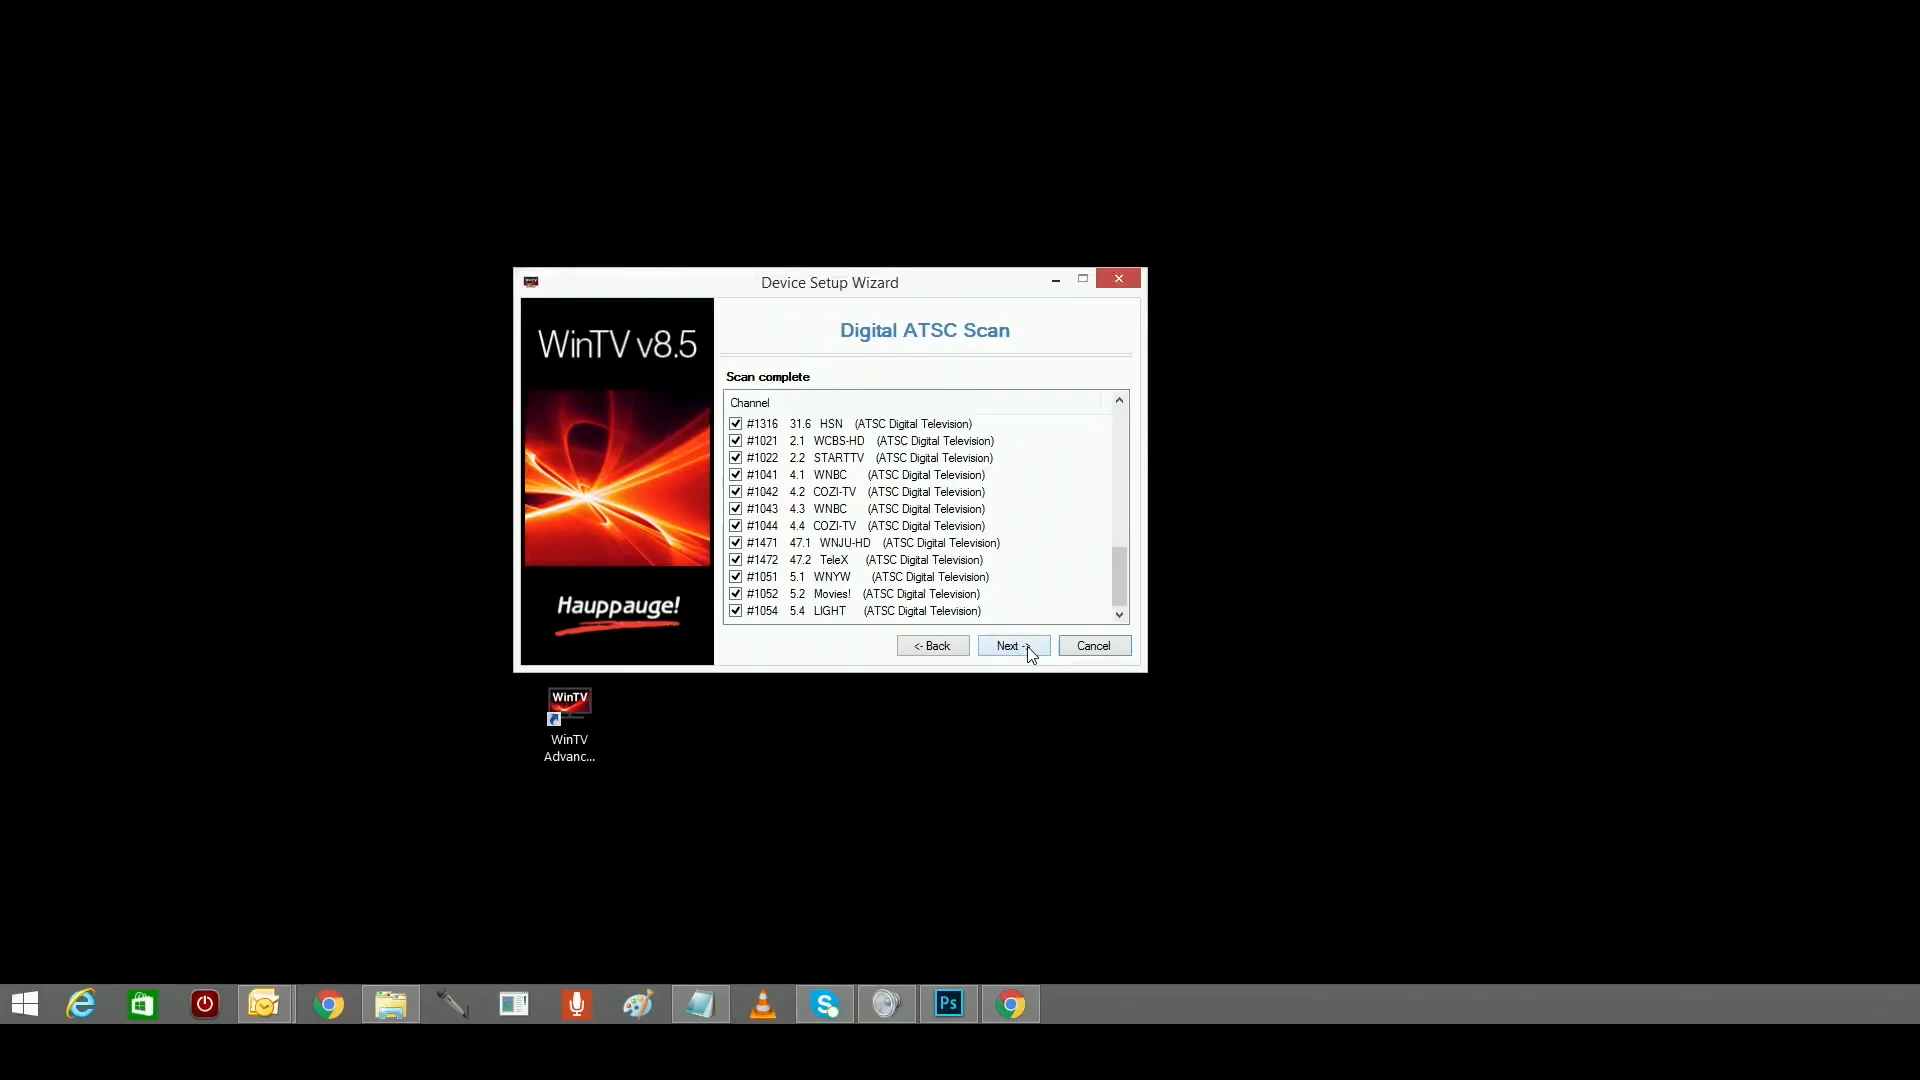 Device Setup Wizard
WinTV v8.5
Hauppauge!
Digital ATSC Scan
Scan complete
Channel
#1316 31.6 HSN (ATSC Digital Television)
#1021 2.1 WCBS-HD (ATSC Digital Television)
#1022 2.2 STARTTV (ATSC Digital Television)
#1041 4.1 WNBC (ATSC Digital Television)
#1042 4.2 COZI-TV (ATSC Digital Television)
#1043 4.3 WNBC (ATSC Digital Television)
#1044 4.4 COZI-TV (ATSC Digital Television)
#1471 47.1 WNJU-HD (ATSC Digital Television)
#1472 47.2 TeleX (ATSC Digital Television)
#1051 5.1 WNYW (ATSC Digital Television)
#1052 5.2 Movies! (ATSC Digital Television)
#1054 5.4 LIGHT (ATSC Digital Television)
<- Back Next -> Cancel
WinTV
WinTV
Advanc...
Ps